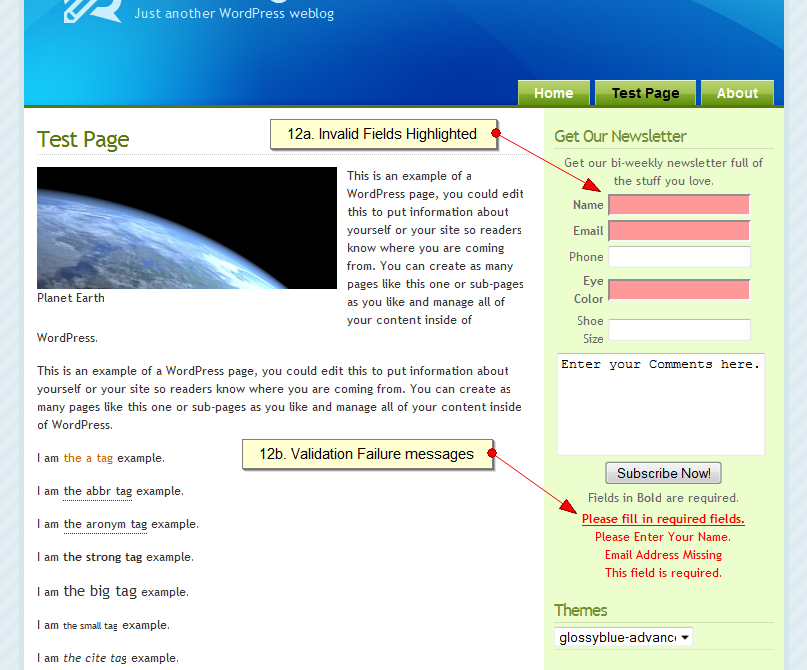 Just another WordPress weblog
Home
Test Page
About
Test Page
12a. Invalid Fields Highlighted
This is an example of a
WordPress page, you could edit
this to put information about
yourself or your site so readers
know where you are coming
from. You can create as many
pages like this one or sub-pages
as you like and manage all of
your content inside of
Planet Earth
WordPress.
This is an example of a WordPress page, you could edit this to put information about
yourself or your site so readers know where you are coming from. You can create as
many pages like this one or sub-pages as you like and manage all of your content inside
of WordPress.
I am the a tag example.
12b. Validation Failure messages
I am the abbr tag example.
I am the aronym tag example.
I am the strong tag example.
I am the big tag example.
I am the small tag example.
I am the cite tag example.
Get Our Newsletter
Get our bi-weekly newsletter full of
the stuff you love.
Name
Email
Phone
Eye
Color
Shoe
Size
Enter your Comments here.
Subscribe Now!
Fields in Bold are required.
Please fill in required fields.
Please Enter Your Name.
Email Address Missing
This field is required.
Themes
glossyblue-advanc